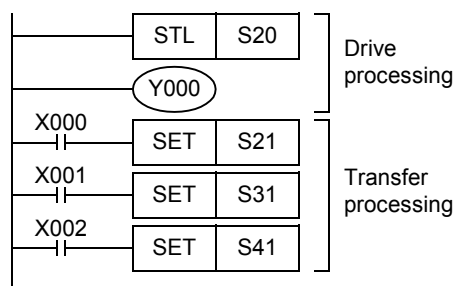 STL S20
Drive
processing
Y000
X000
SET S21
X001
SET S31
Transfer
processing
X002
SET S41